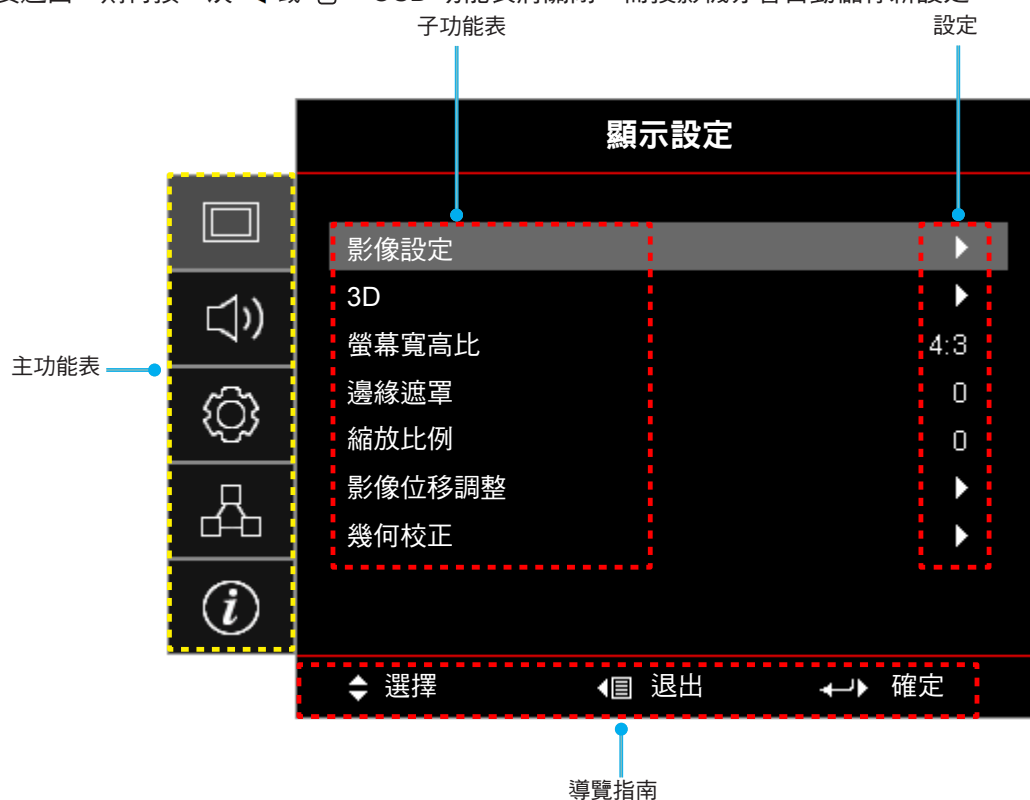 OSD
子功能表
設定
顯示設定
影像設定
3D
螢幕寬高比 4:3
邊緣遮罩 0
縮放比例 0
影像位移調整
幾何校正
主功能表
選擇 退出 確定
導覽指南